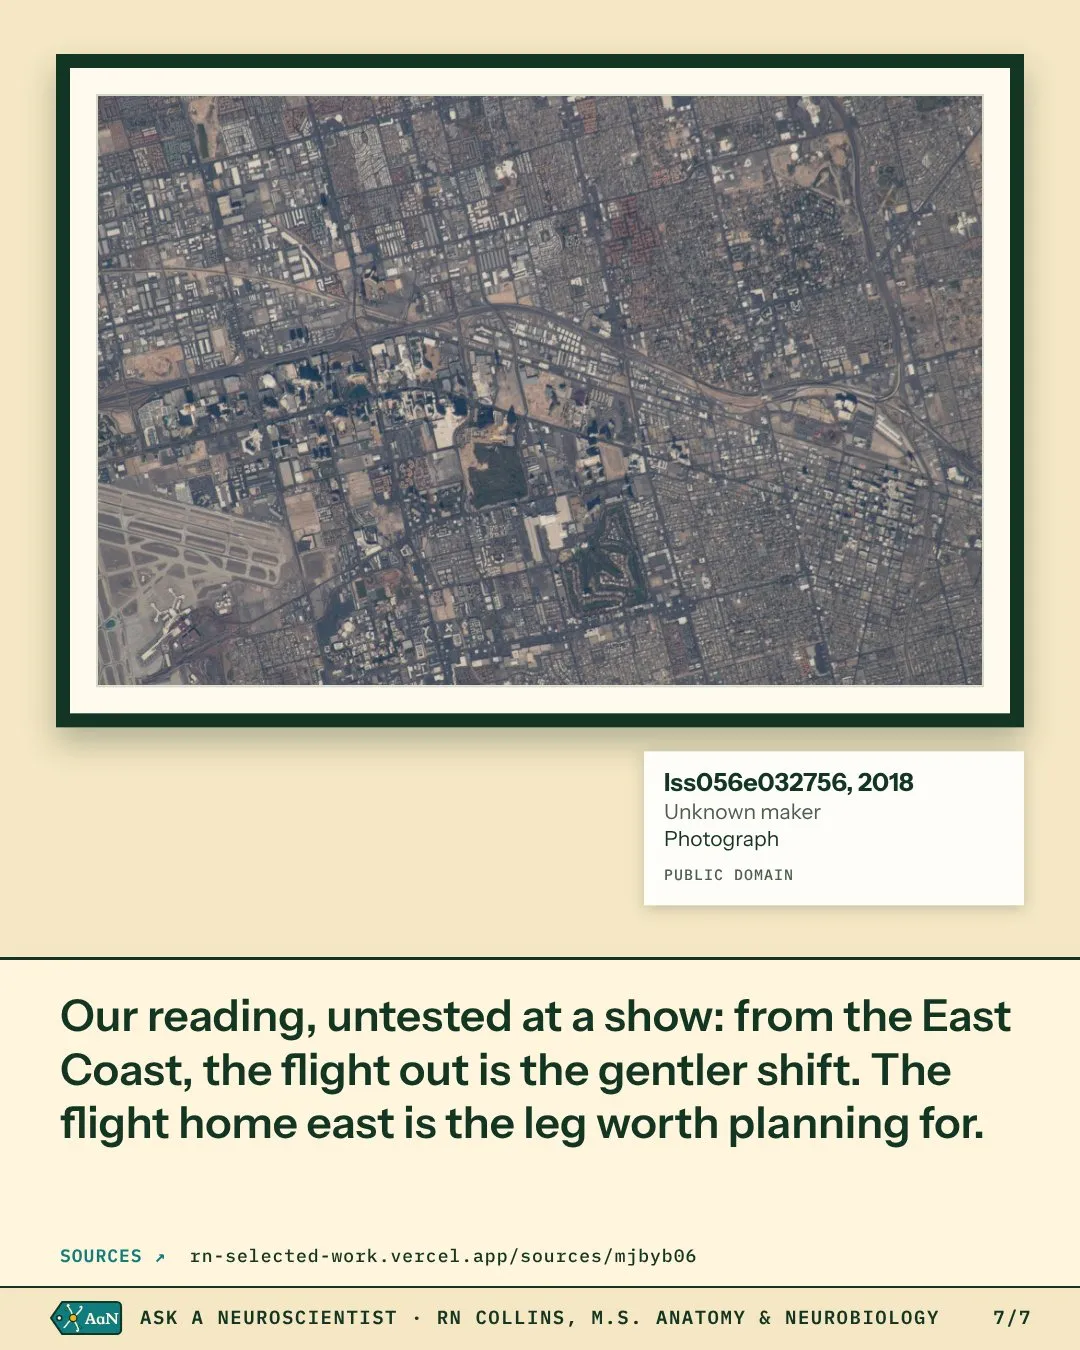 Iss056e032756, 2018
Unknown maker
Photograph
PUBLIC DOMAIN
Our reading, untested at a show: from the East
Coast, the flight out is the gentler shift. The
flight home east is the leg worth planning for.
SOURCES ↗ rn-selected-work.vercel.app/sources/mjbyb06
AaN ASK A NEUROSCIENTIST · RN COLLINS, M.S. ANATOMY & NEUROBIOLOGY 7/7